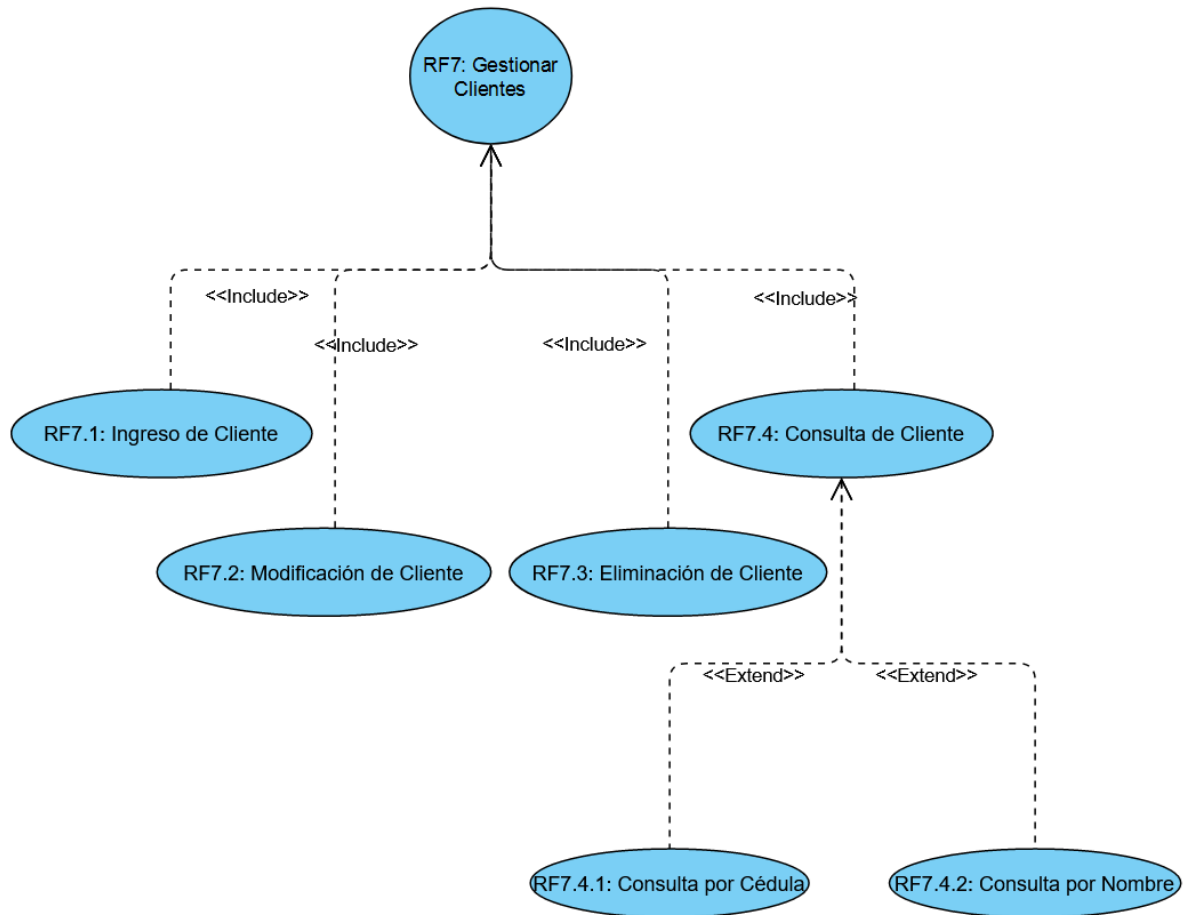 RF7: Gestionar
Clientes
<<Include>>
<<Include>>
<<Include>>
<<Include>>
RF7.1: Ingreso de Cliente
RF7.4: Consulta de Cliente
RF7.2: Modificación de Cliente
RF7.3: Eliminación de Cliente
<<Extend>>
<<Extend>>
RF7.4.1: Consulta por Cédula
RF7.4.2: Consulta por Nombre